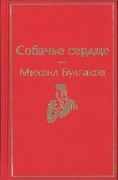 Собачье сердце
Михаил Булгаков